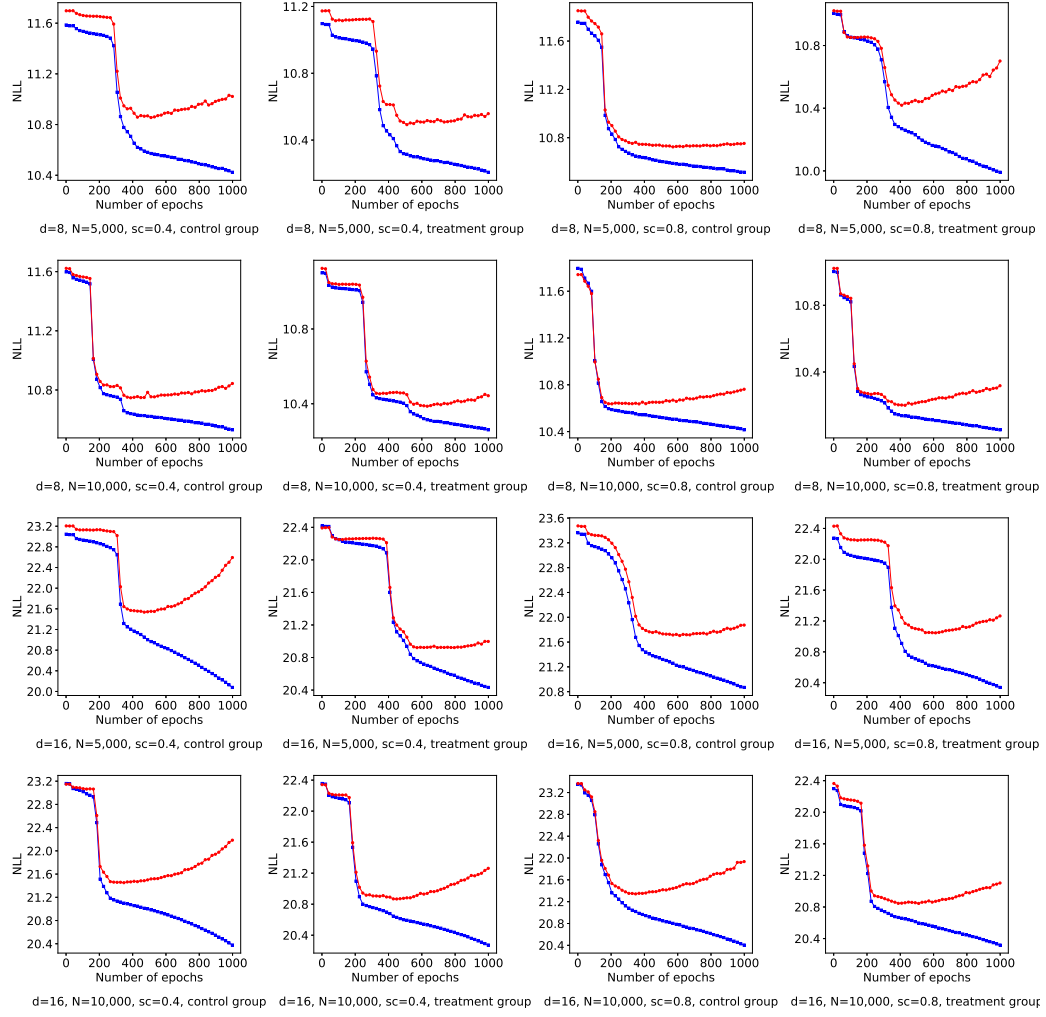 11.6
11.2
10.8
10.4
NLL
0 200 400 600 800 1000
Number of epochs
d=8, N=5,000, sc=0.4, control group
11.2
10.8
10.4
NLL
0 200 400 600 800 1000
Number of epochs
d=8, N=5,000, sc=0.4, treatment group
11.6
11.2
10.8
NLL
0 200 400 600 800 1000
Number of epochs
d=8, N=5,000, sc=0.8, control group
10.8
10.4
10.0
NLL
0 200 400 600 800 1000
Number of epochs
d=8, N=5,000, sc=0.8, treatment group
11.6
11.2
10.8
NLL
0 200 400 600 800 1000
Number of epochs
d=8, N=10,000, sc=0.4, control group
10.8
10.4
NLL
0 200 400 600 800 1000
Number of epochs
d=8, N=10,000, sc=0.4, treatment group
11.6
11.2
10.8
10.4
NLL
0 200 400 600 800 1000
Number of epochs
d=8, N=10,000, sc=0.8, control group
10.8
10.4
NLL
0 200 400 600 800 1000
Number of epochs
d=8, N=10,000, sc=0.8, treatment group
23.2
22.8
22.4
22.0
21.6
21.2
20.8
20.4
20.0
NLL
0 200 400 600 800 1000
Number of epochs
d=16, N=5,000, sc=0.4, control group
22.4
22.0
21.6
21.2
20.8
20.4
NLL
0 200 400 600 800 1000
Number of epochs
d=16, N=5,000, sc=0.4, treatment group
23.6
23.2
22.8
22.4
22.0
21.6
21.2
20.8
NLL
0 200 400 600 800 1000
Number of epochs
d=16, N=5,000, sc=0.8, control group
22.4
22.0
21.6
21.2
20.8
20.4
NLL
0 200 400 600 800 1000
Number of epochs
d=16, N=5,000, sc=0.8, treatment group
23.2
22.8
22.4
22.0
21.6
21.2
20.8
20.4
NLL
0 200 400 600 800 1000
Number of epochs
d=16, N=10,000, sc=0.4, control group
22.4
22.0
21.6
21.2
20.8
20.4
NLL
0 200 400 600 800 1000
Number of epochs
d=16, N=10,000, sc=0.4, treatment group
23.2
22.8
22.4
22.0
21.6
21.2
20.8
20.4
NLL
0 200 400 600 800 1000
Number of epochs
d=16, N=10,000, sc=0.8, control group
22.4
22.0
21.6
21.2
20.8
20.4
NLL
0 200 400 600 800 1000
Number of epochs
d=16, N=10,000, sc=0.8, treatment group